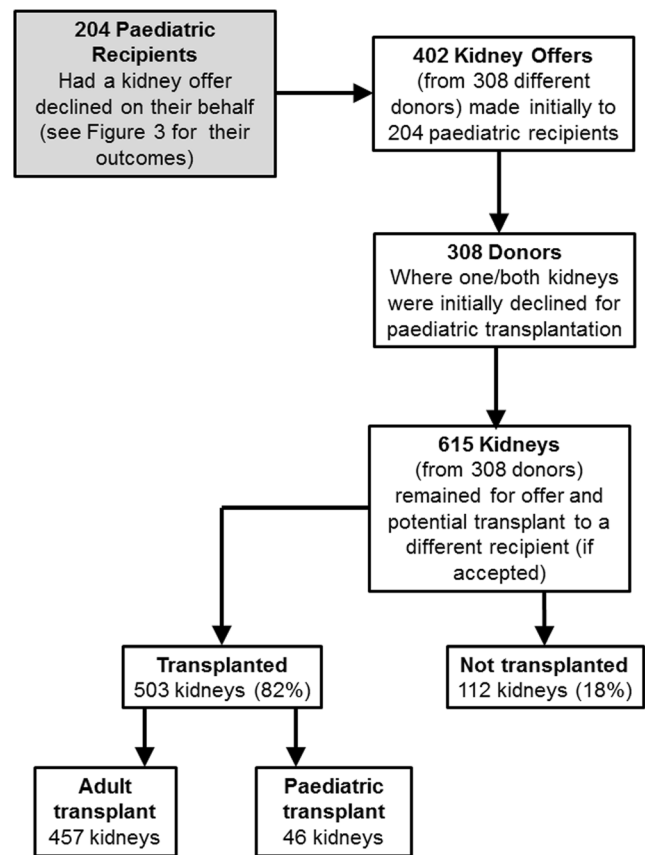 204 Paediatric
Recipients
Had a kidney offer
declined on their behalf
(see Figure 3 for their
outcomes)
402 Kidney Offers
(from 308 different
donors) made initially to
204 paediatric recipients
308 Donors
Where one/both kidneys
were initially declined for
paediatric transplantation
615 Kidneys
(from 308 donors)
remained for offer and
potential transplant to a
different recipient (if
accepted)
Transplanted
503 kidneys (82%)
Not transplanted
112 kidneys (18%)
Adult
transplant
457 kidneys
Paediatric
transplant
46 kidneys